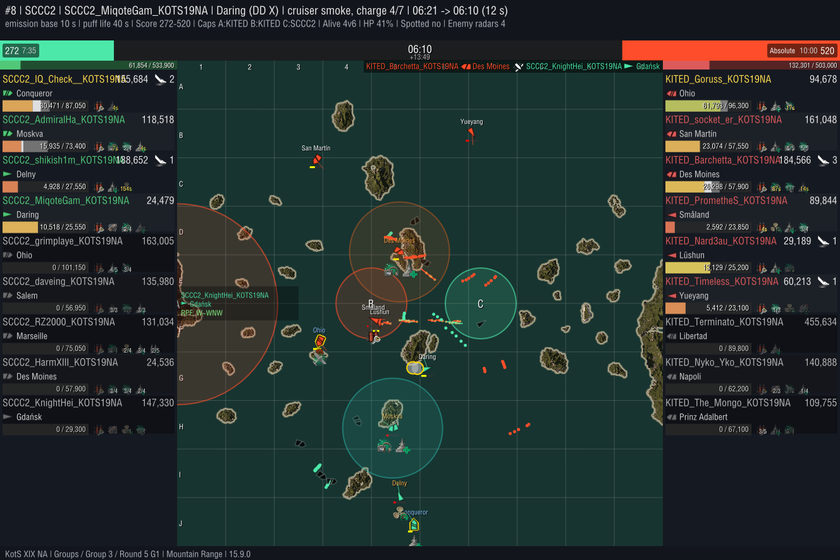 #8 | SCCC2 | SCCC2_MiqoteGam_KOTS19NA | Daring (DD X) | cruiser smoke, charge 4/7 | 06:21 -> 06:10 (12 s)
emission base 10 s | puff life 40 s | Score 272-520 | Caps A:KITED B:KITED C:SCCC2 | Alive 4v6 | HP 41% | Spotted no | Enemy radars 4
272 7:35
06:10
+13:49
Absolute 10:00 520
61,854 / 533,900
KITED_Barchetta_KOTS19NA Des Moines SCCC2_KnightHei_KOTS19NA Gdańsk
132,301 / 503,000
1 2 3 4
A
B
C
D
G
H
I
J
SCCC2_IQ_Check__KOTS19NA 155,684 2
Conqueror
/ 87,050
SCCC2_AdmiralHa_KOTS19NA 118,518
Moskva
15,935 / 73,400
SCCC2_shikish1m_KOTS19NA 188,652 1
Delny
4,928 / 27,550
SCCC2_MiqoteGam_KOTS19NA 24,479
Daring
10,518 / 25,550
SCCC2_grimplaye_KOTS19NA 163,005
Ohio
0 / 101,150
SCCC2_daveing_KOTS19NA 135,980
Salem
0 / 56,950
SCCC2_RZ2000_KOTS19NA 131,034
Marseille
0 / 75,050
SCCC2_HarmXIII_KOTS19NA 24,536
Des Moines
0 / 57,900
SCCC2_KnightHei_KOTS19NA 147,330
Gdańsk
0 / 29,300
San Martín
Yueyang
Des Moines
SCCC2_KnightHei_KOTS19NA
Gdańsk
B
C
Småland
Lüshun
Ohio
Daring
Moskva
Delny
KITED_Goruss_KOTS19NA 94,678
Ohio
81,798 / 96,300
KITED_socket_er_KOTS19NA 161,048
San Martín
23,074 / 57,550
KITED_Barchetta_KOTS19NA 184,566 3
Des Moines
/ 57,900
KITED_PrometheS_KOTS19NA 89,844
Småland
2,592 / 23,850
KITED_Nard3au_KOTS19NA 29,189 1
Lüshun
/ 25,200
KITED_Timeless_KOTS19NA 60,213 1
Yueyang
5,412 / 23,100
KITED_Terminato_KOTS19NA 455,634
Libertad
0 / 89,800
KITED_Nyko_Yko_KOTS19NA 140,888
Napoli
0 / 62,200
KITED_The_Mongo_KOTS19NA 109,755
Prinz Adalbert
0 / 67,100
KotS XIX NA | Groups / Group 3 / Round 5 G1 | Mountain Range | 15.9.0